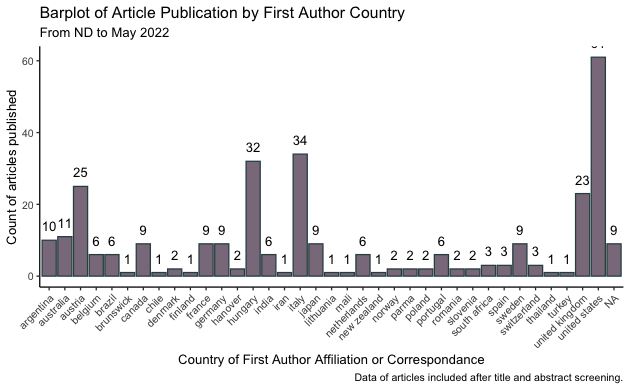 Barplot of Article Publication by First Author Country
From ND to May 2022
Count of articles published
60
40
20
0
10 11 25 6 6 1 9 1 2 1 9 9 2 32 6 1 34 9 1 1 6 1 2 2 2 6 2 2 3 3 9 3 1 1 23 9
argentina
australia
austria
belgium
brazil
brunswick
canada
chile
denmark
finland
france
germany
hanover
hungary
india
iran
italy
japan
lithuania
mali
netherlands
new zealand
norway
parma
poland
portugal
romania
slovenia
south africa
spain
sweden
switzerland
thailand
turkey
united kingdom
united states
NA
Country of First Author Affiliation or Correspondance
Data of articles included after title and abstract screening.